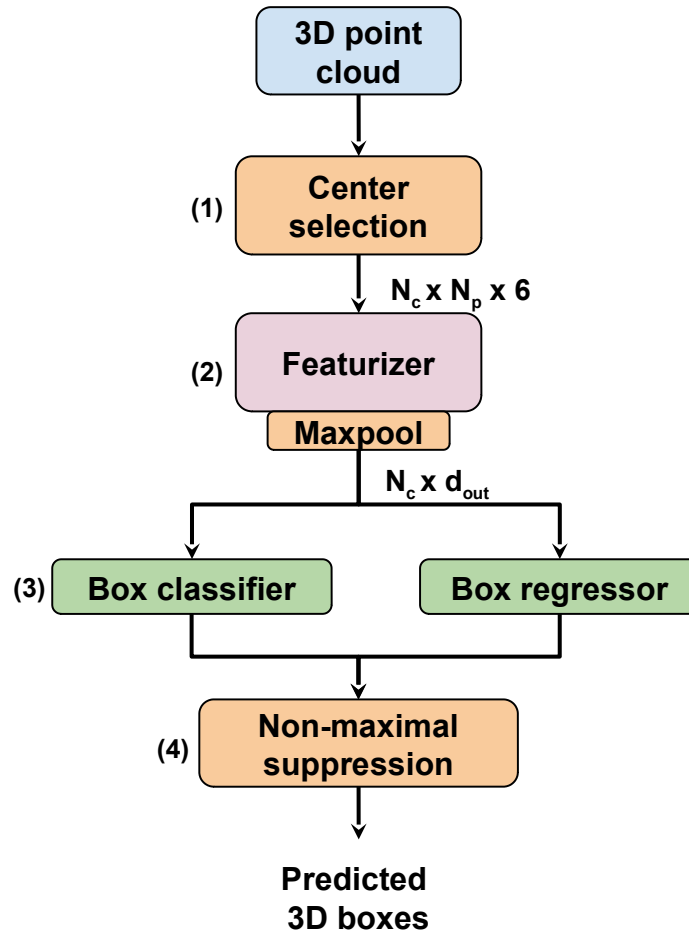 3D point
cloud
(1)
Center
selection
N_c x N_p x 6
(2)
Featurizer
Maxpool
N_c x d_out
(3)
Box classifier
Box regressor
(4)
Non-maximal
suppression
Predicted
3D boxes